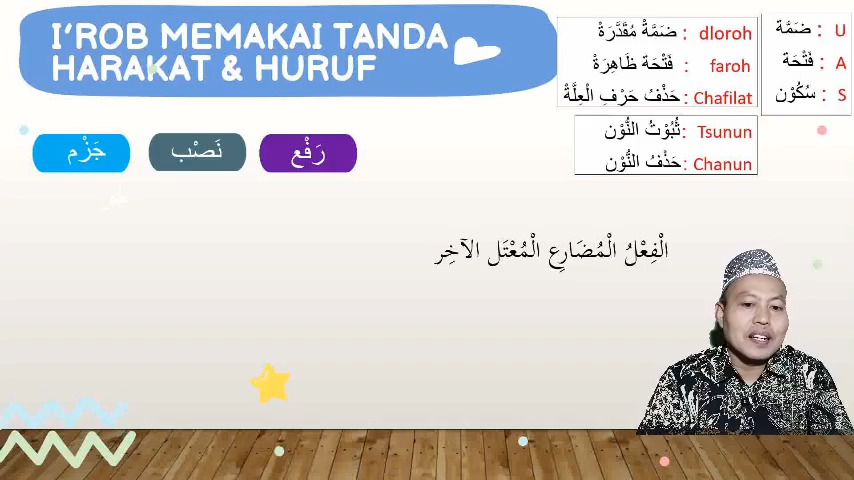 I'ROB MEMAKAI TANDA
HARAKAT & HURUF
dloroh : ضَمَّةْ مُقَدَّرَةْ
faroh : فَتْحَة ظَاهِرَةْ
Chafilat : حَذْفُ حَرْفِ الْعِلَّةْ
U : ضَمَّة
A : فَتْحَة
S : سُكُوْن
Tsunun : ثُبُوْتُ النُّوْن
Chanun : حَذْفُ النُّوْن
رَفْع
نَصْب
جَزْم
الْفِعْلُ الْمُضَارِع الْمُعْتَل الآخِر